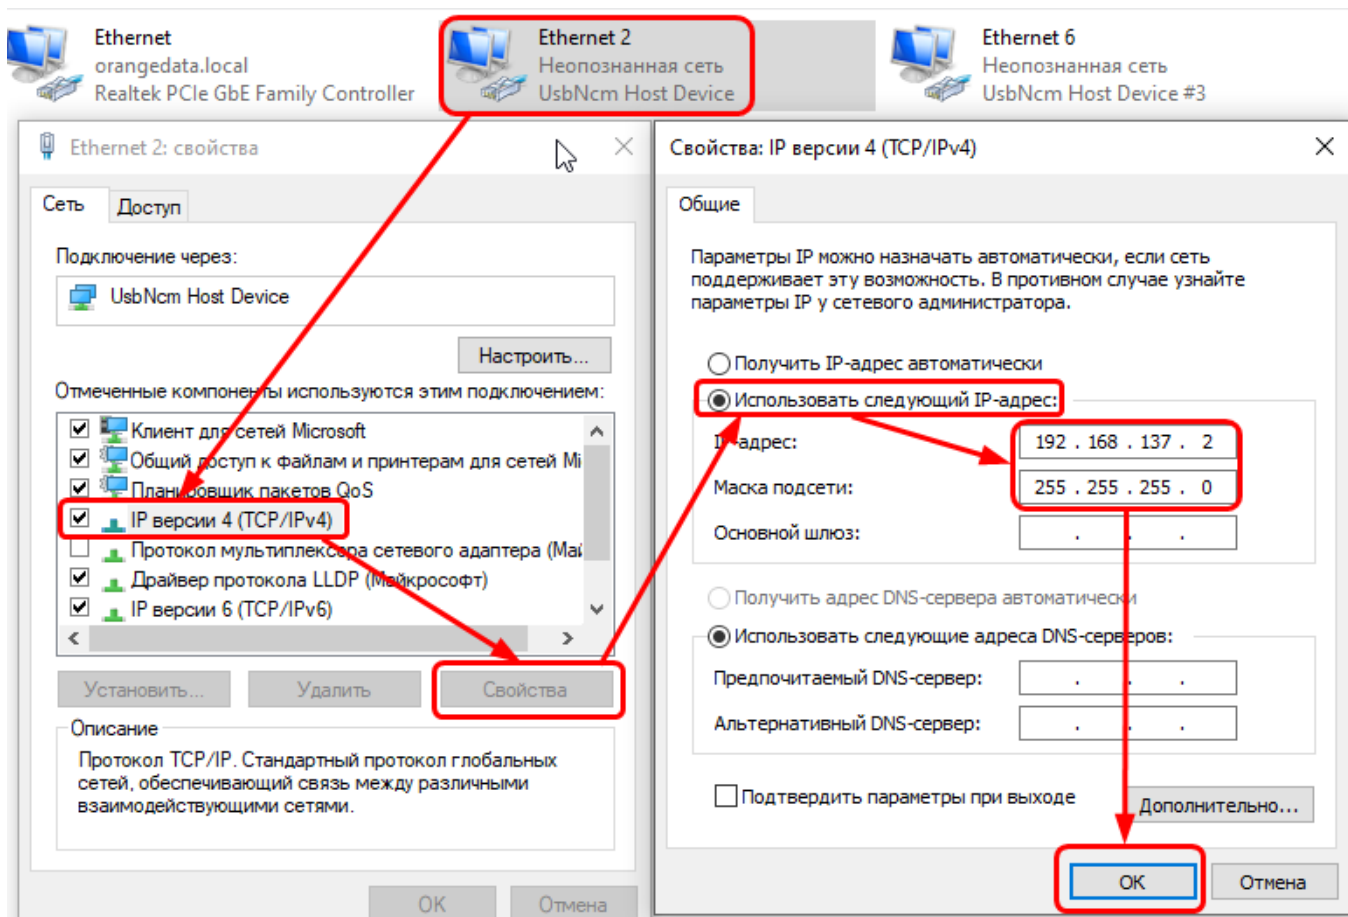 Ethernet
orangedata.local
Realtek PCIe GbE Family Controller
Ethernet 2
Неопознанная сеть
UsbNcm Host Device
Ethernet 6
Неопознанная сеть
UsbNcm Host Device #3
Ethernet 2: свойства
Сеть
Доступ
Подключение через:
UsbNcm Host Device
Настроить...
Отмеченные компоненты используются этим подключением:
Клиент для сетей Microsoft
Общий доступ к файлам и принтерам для сетей Mi
Планировщик пакетов QoS
IP версии 4 (TCP/IPv4)
Протокол мультиплексора сетевого адаптера (Май
Драйвер протокола LLDP (Майкрософт)
IP версии 6 (TCP/IPv6)
Установить...
Удалить
Свойства
Описание
Протокол TCP/IP. Стандартный протокол глобальных
сетей, обеспечивающий связь между различными
взаимодействующими сетями.
OK
Отмена
Свойства: IP версии 4 (TCP/IPv4)
Общие
Параметры IP можно назначать автоматически, если сеть
поддерживает эту возможность. В противном случае узнайте
параметры IP у сетевого администратора.
Получить IP-адрес автоматически
Использовать следующий IP-адрес:
IP-адрес:
192 . 168 . 137 . 2
Маска подсети:
255 . 255 . 255 . 0
Основной шлюз:
. . .
Получить адрес DNS-сервера автоматически
Использовать следующие адреса DNS-серверов:
Предпочитаемый DNS-сервер:
. . .
Альтернативный DNS-сервер:
. . .
Подтвердить параметры при выходе
Дополнительно...
OK
Отмена